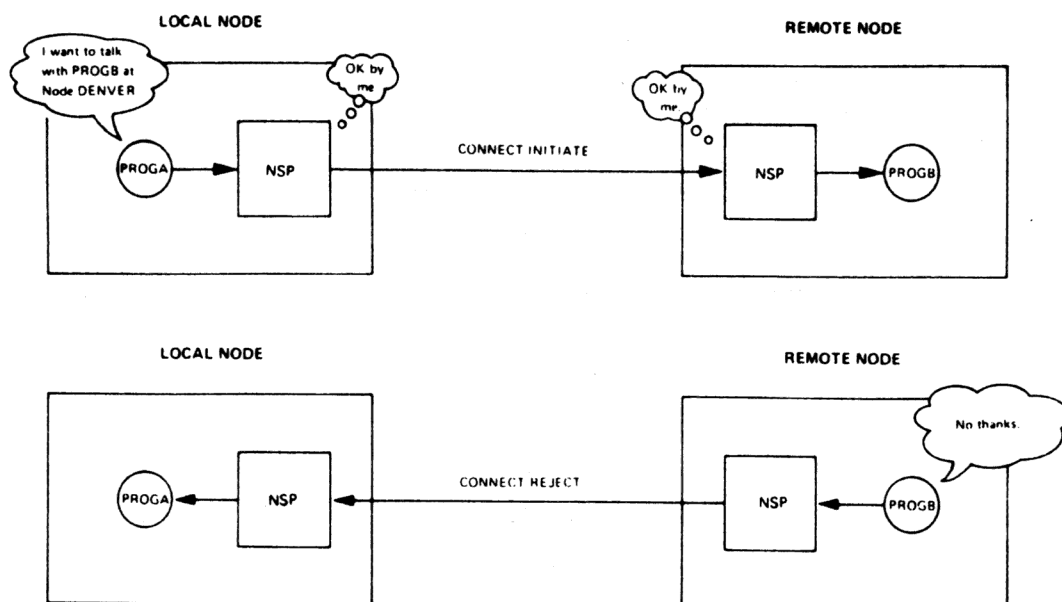 LOCAL NODE
REMOTE NODE
I want to talk
with PROGB at
Node DENVER
OK by
me
OK by
me.
PROGA
NSP
CONNECT INITIATE
NSP
PROGB
LOCAL NODE
REMOTE NODE
No thanks.
PROGA
NSP
CONNECT REJECT
NSP
PROGB